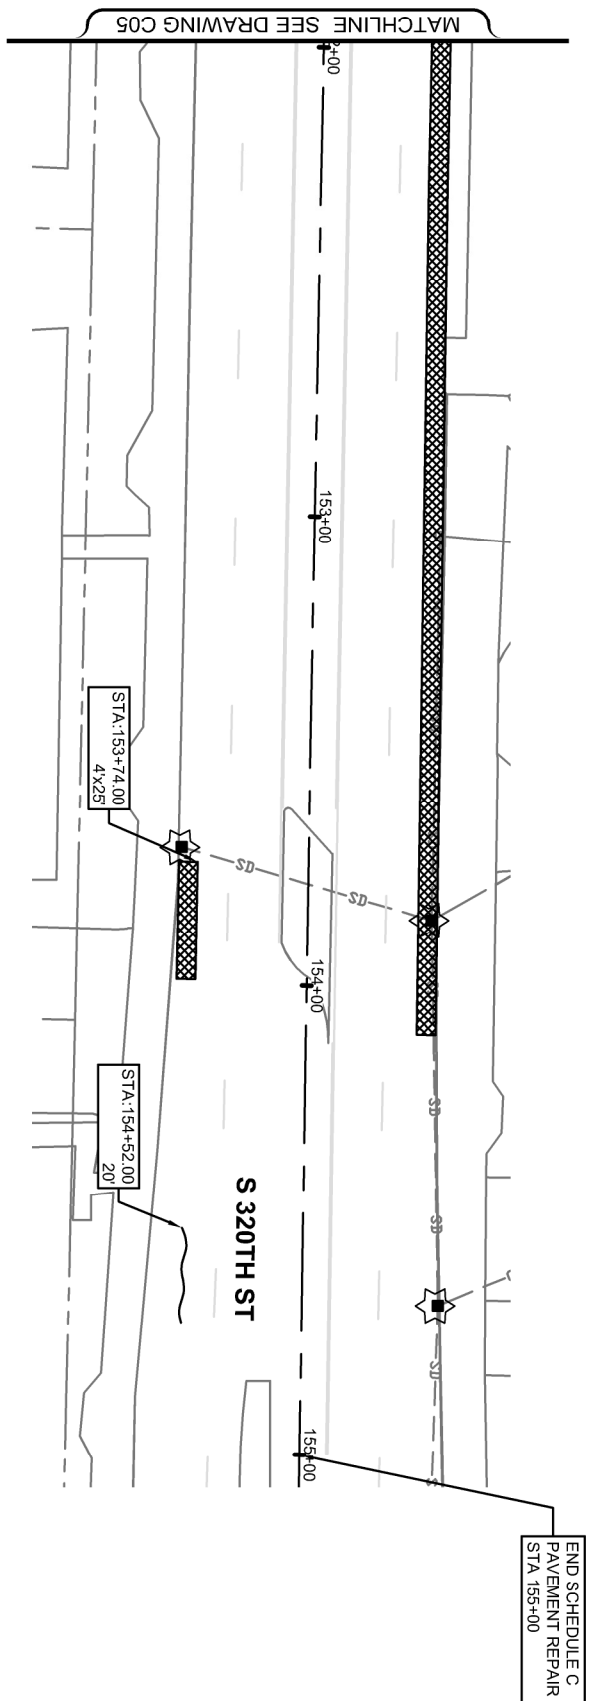 MATCHLINE SEE DRAWING C05
+00
153+00
STA:153+74.00
4'x25'
SD
SD
154+00
SD
STA:154+52.00
20'
SD
S 320TH ST
SD
155+00
S
END SCHEDULE C
PAVEMENT REPAIR
STA 155+00